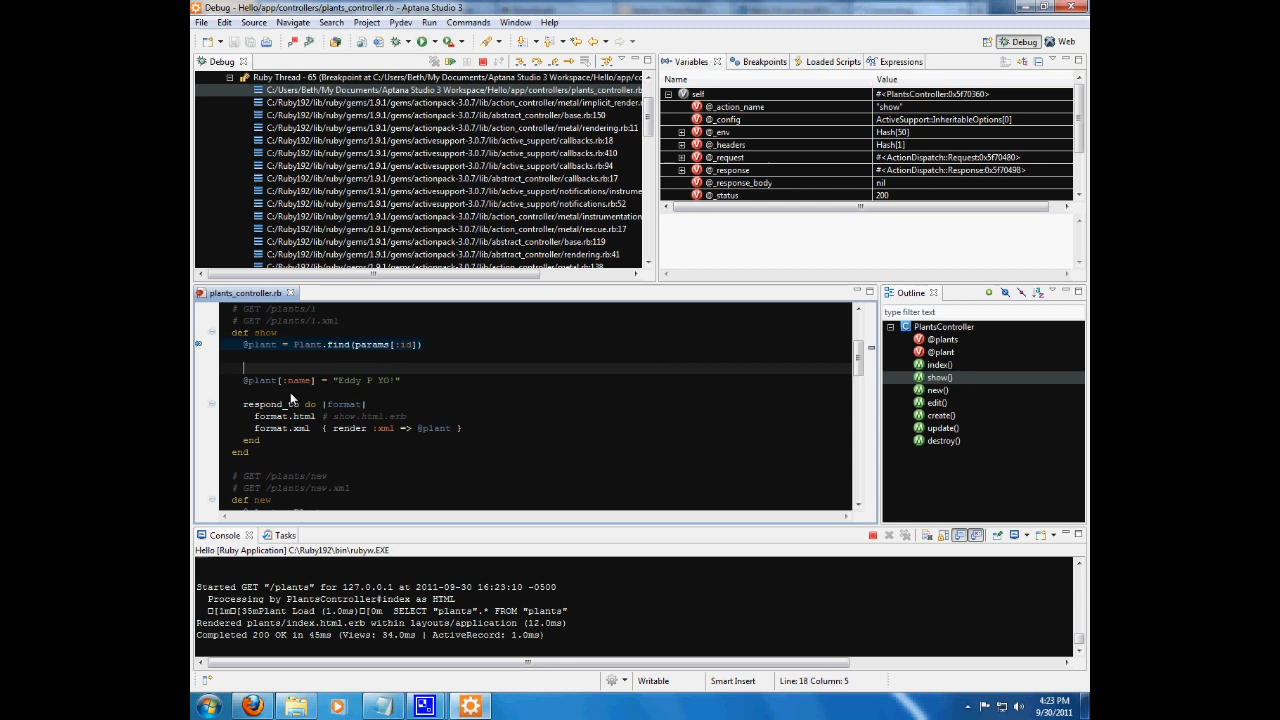 Debug - Hello/app/controllers/plants_controller.rb - Aptana Studio 3
File Edit Source Navigate Search Project Pydev Run Commands Window Help
Debug Web
Debug
Ruby Thread - 65 (Breakpoint at C:/Users/Beth/My Documents/Aptana Studio 3 Workspace/Hello/app/co
C:/Users/Beth/My Documents/Aptana Studio 3 Workspace/Hello/app/controllers/plants_controller.rb
C:/Ruby192/lib/ruby/gems/1.9.1/gems/actionpack-3.0.7/lib/action_controller/metal/implicit_render.
C:/Ruby192/lib/ruby/gems/1.9.1/gems/actionpack-3.0.7/lib/abstract_controller/base.rb:150
C:/Ruby192/lib/ruby/gems/1.9.1/gems/actionpack-3.0.7/lib/action_controller/metal/rendering.rb:11
C:/Ruby192/lib/ruby/gems/1.9.1/gems/actionpack-3.0.7/lib/abstract_controller/callbacks.rb:18
C:/Ruby192/lib/ruby/gems/1.9.1/gems/activesupport-3.0.7/lib/active_support/callbacks.rb:410
C:/Ruby192/lib/ruby/gems/1.9.1/gems/activesupport-3.0.7/lib/active_support/callbacks.rb:94
C:/Ruby192/lib/ruby/gems/1.9.1/gems/actionpack-3.0.7/lib/abstract_controller/callbacks.rb:17
C:/Ruby192/lib/ruby/gems/1.9.1/gems/activesupport-3.0.7/lib/active_support/notifications/instrume
C:/Ruby192/lib/ruby/gems/1.9.1/gems/activesupport-3.0.7/lib/active_support/notifications.rb:52
C:/Ruby192/lib/ruby/gems/1.9.1/gems/actionpack-3.0.7/lib/action_controller/metal/instrumentation
C:/Ruby192/lib/ruby/gems/1.9.1/gems/actionpack-3.0.7/lib/action_controller/metal/rescue.rb:17
C:/Ruby192/lib/ruby/gems/1.9.1/gems/actionpack-3.0.7/lib/abstract_controller/base.rb:119
C:/Ruby192/lib/ruby/gems/1.9.1/gems/actionpack-3.0.7/lib/abstract_controller/rendering.rb:41
C:/Ruby192/lib/ruby/gems/1.9.1/gems/actionpack-3.0.7/lib/action_controller/metal.rb:138
Variables Breakpoints Loaded Scripts Expressions
Name Value
self #<PlantsController:0x5f70360>
@_action_name "show"
@_config ActiveSupport::InheritableOptions[0]
@_env Hash[50]
@_headers Hash[1]
@_request #<ActionDispatch::Request:0x5f70480>
@_response #<ActionDispatch::Response:0x5f70498>
@_response_body nil
@_status 200
plants_controller.rb
# GET /plants/1
# GET /plants/1.xml
def show
@plant = Plant.find(params[:id])
@plant[:name] = "Eddy P YO!"
respond_to do |format|
format.html # show.html.erb
format.xml { render :xml => @plant }
end
end
# GET /plants/new
# GET /plants/new.xml
def new
Outline
type filter text
PlantsController
@plants
@plant
index()
show()
new()
edit()
create()
update()
destroy()
Console Tasks
Hello [Ruby Application] C:\Ruby192\bin\rubyw.EXE
Started GET "/plants" for 127.0.0.1 at 2011-09-30 16:23:10 -0500
Processing by PlantsController#index as HTML
□[1m□[35mPlant Load (1.0ms)□[0m SELECT "plants".* FROM "plants"
Rendered plants/index.html.erb within layouts/application (12.0ms)
Completed 200 OK in 45ms (Views: 34.0ms | ActiveRecord: 1.0ms)
Writable Smart Insert Line: 18 Column: 5
4:23 PM
9/30/2011